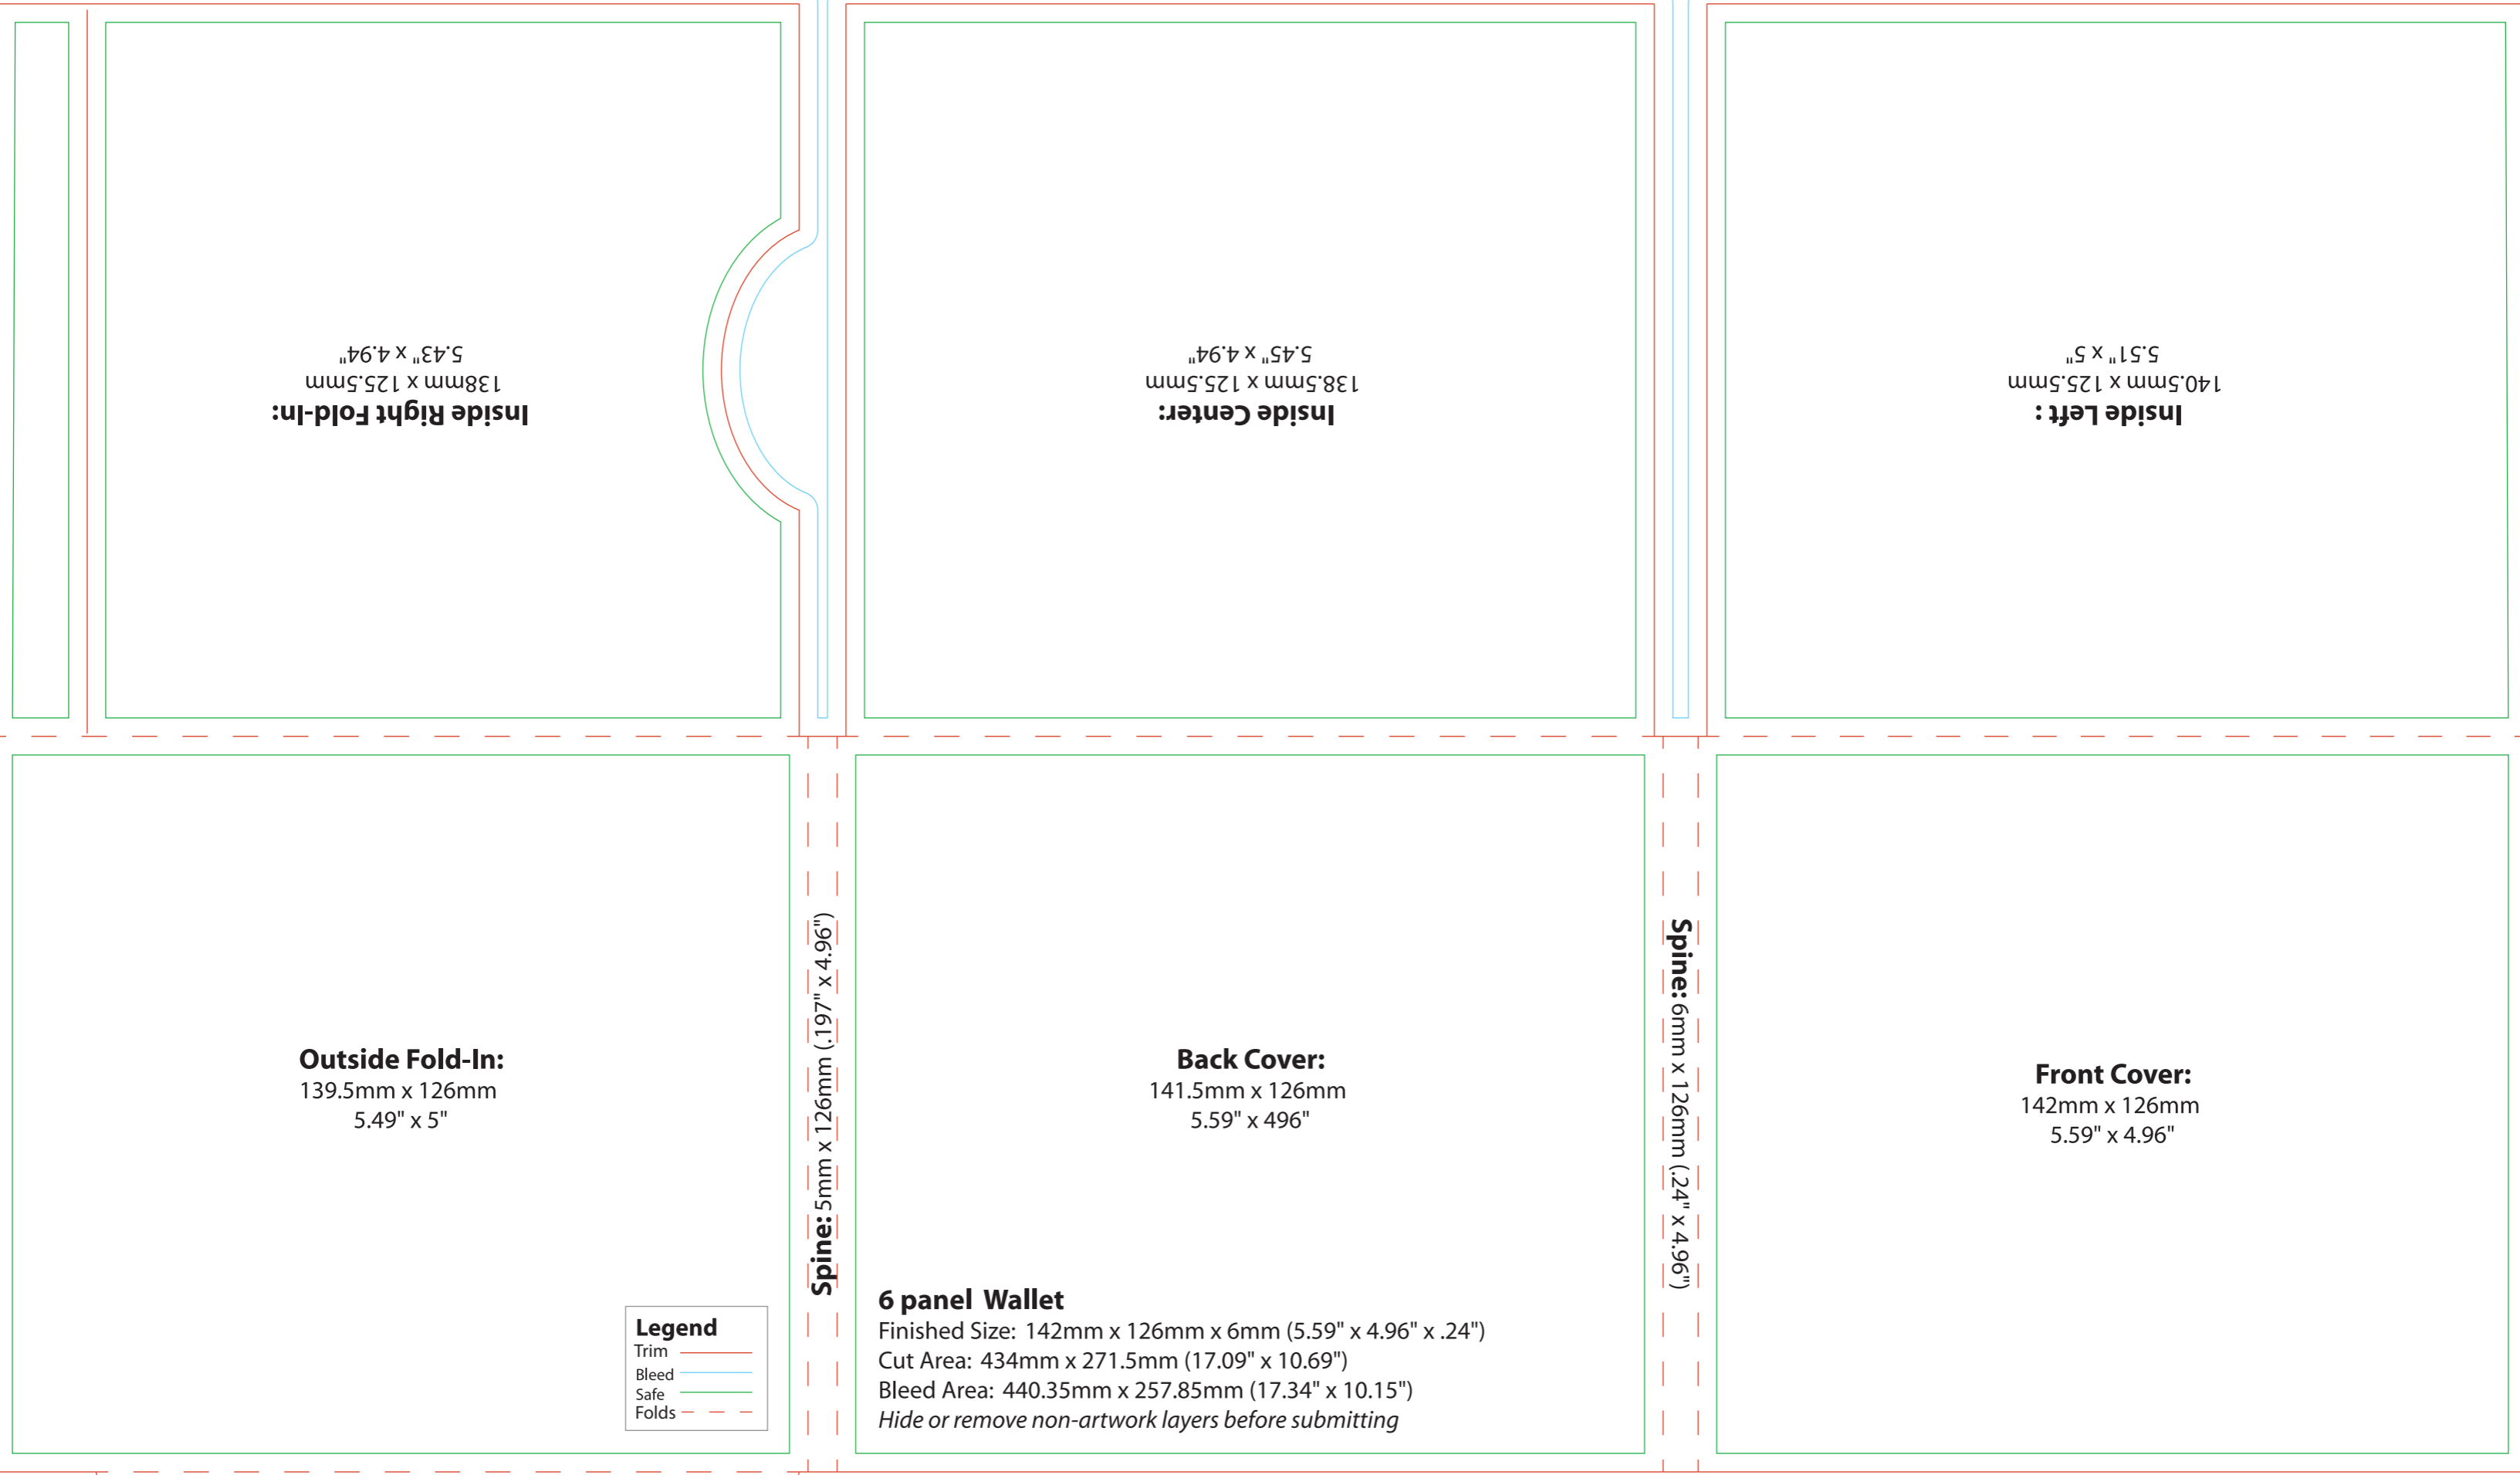 Inside Right Fold-In:
138mm x 125.5mm
5.43" x 4.94"
Inside Center:
138.5mm x 125.5mm
5.45" x 4.94"
Inside Left :
140.5mm x 125.5mm
5.51" x 5"
Outside Fold-In:
139.5mm x 126mm
5.49" x 5"
Legend
Trim
Bleed
Safe
Folds
Spine: 5mm x 126mm (.197" x 4.96")
Back Cover:
141.5mm x 126mm
5.59" x 496"
6 panel Wallet
Finished Size: 142mm x 126mm x 6mm (5.59" x 4.96" x .24")
Cut Area: 434mm x 271.5mm (17.09" x 10.69")
Bleed Area: 440.35mm x 257.85mm (17.34" x 10.15")
Hide or remove non-artwork layers before submitting
Spine: 6mm x 126mm (.24" x 4.96")
Front Cover:
142mm x 126mm
5.59" x 4.96"